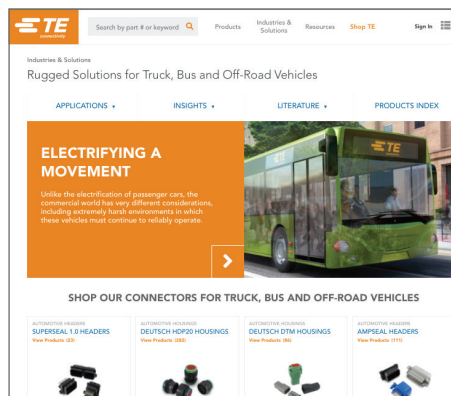 TE
connectivity
Search by part # or keyword
Products
Industries &
Solutions
Resources
Shop TE
Sign In
Industries & Solutions
Rugged Solutions for Truck, Bus and Off-Road Vehicles
APPLICATIONS
INSIGHTS
LITERATURE
PRODUCTS INDEX
ELECTRIFYING A
MOVEMENT
Unlike the electrification of passenger cars, the
commercial world has very different considerations,
including extremely harsh environments in which
these vehicles must continue to reliably operate.
TE
TE
SHOP OUR CONNECTORS FOR TRUCK, BUS AND OFF-ROAD VEHICLES
AUTOMOTIVE HEADERS
SUPERSEAL 1.0 HEADERS
View Products (23)
AUTOMOTIVE HOUSINGS
DEUTSCH HDP20 HOUSINGS
View Products (282)
AUTOMOTIVE HOUSINGS
DEUTSCH DTM HOUSINGS
View Products (86)
AUTOMOTIVE HEADERS
AMPSEAL HEADERS
View Products (111)